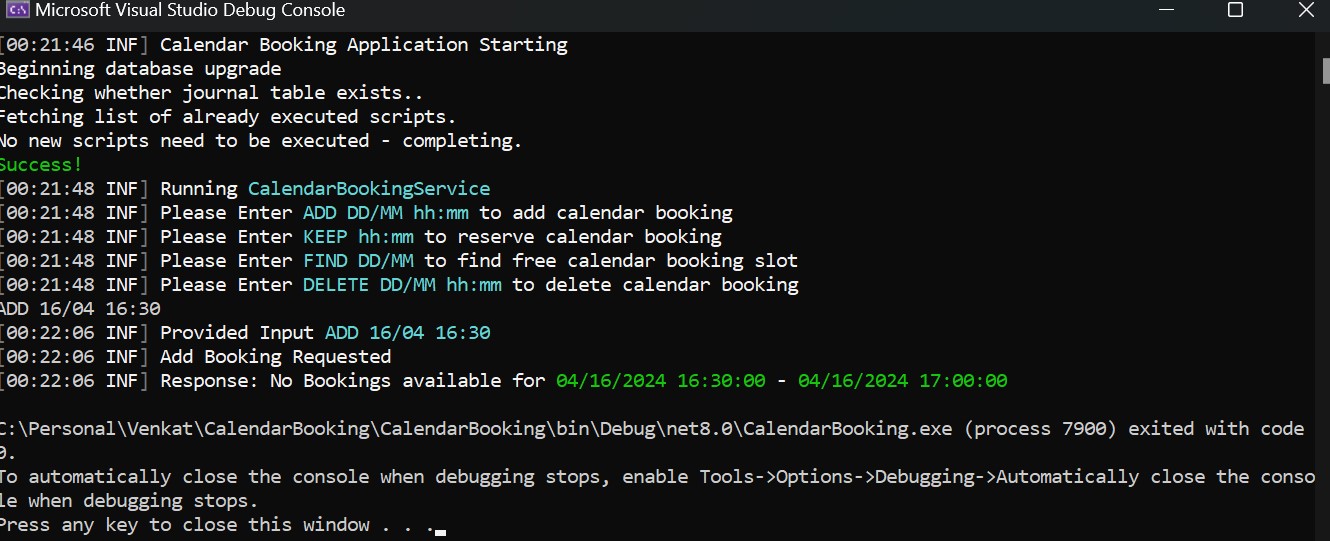 Microsoft Visual Studio Debug Console
[00:21:46 INF] Calendar Booking Application Starting
Beginning database upgrade
Checking whether journal table exists..
Fetching list of already executed scripts.
No new scripts need to be executed - completing.
Success!
[00:21:48 INF] Running CalendarBookingService
[00:21:48 INF] Please Enter ADD DD/MM hh:mm to add calendar booking
[00:21:48 INF] Please Enter KEEP hh:mm to reserve calendar booking
[00:21:48 INF] Please Enter FIND DD/MM to find free calendar booking slot
[00:21:48 INF] Please Enter DELETE DD/MM hh:mm to delete calendar booking
ADD 16/04 16:30
[00:22:06 INF] Provided Input ADD 16/04 16:30
[00:22:06 INF] Add Booking Requested
[00:22:06 INF] Response: No Bookings available for 04/16/2024 16:30:00 - 04/16/2024 17:00:00
C:\Personal\Venkat\CalendarBooking\CalendarBooking\bin\Debug\net8.0\CalendarBooking.exe (process 7900) exited with code
0.
To automatically close the console when debugging stops, enable Tools->Options->Debugging->Automatically close the conso
le when debugging stops.
Press any key to close this window . . .